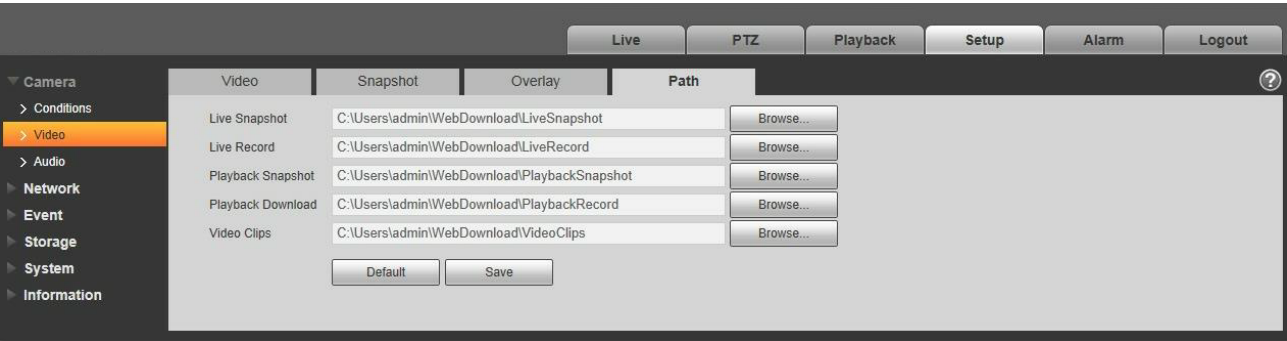 Live PTZ Playback Setup Alarm Logout
Camera
Conditions
Video
Audio
Network
Event
Storage
System
Information
Video Snapshot Overlay Path ?
Live Snapshot C:\Users\admin\WebDownload\LiveSnapshot Browse...
Live Record C:\Users\admin\WebDownload\LiveRecord Browse...
Playback Snapshot C:\Users\admin\WebDownload\PlaybackSnapshot Browse...
Playback Download C:\Users\admin\WebDownload\PlaybackRecord Browse...
Video Clips C:\Users\admin\WebDownload\VideoClips Browse...
Default Save